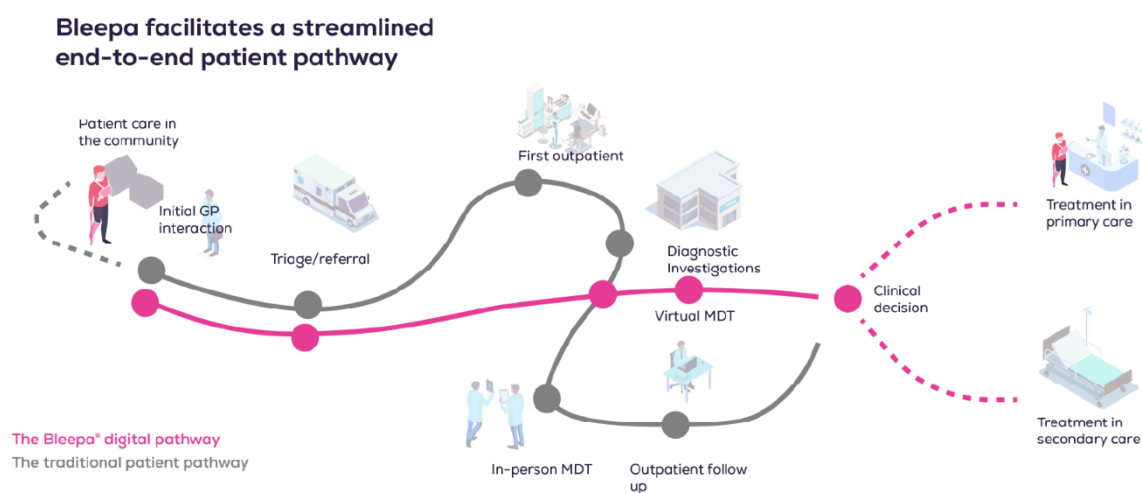 Bleepa facilitates a streamlined
end-to-end patient pathway
Patient care in
the community
Initial GP
interaction
Triage/referral
First outpatient
Diagnostic
Investigations
Virtual MDT
Clinical
decision
Treatment in
primary care
Treatment in
secondary care
In-person MDT
Outpatient follow
up
The Bleepa® digital pathway
The traditional patient pathway